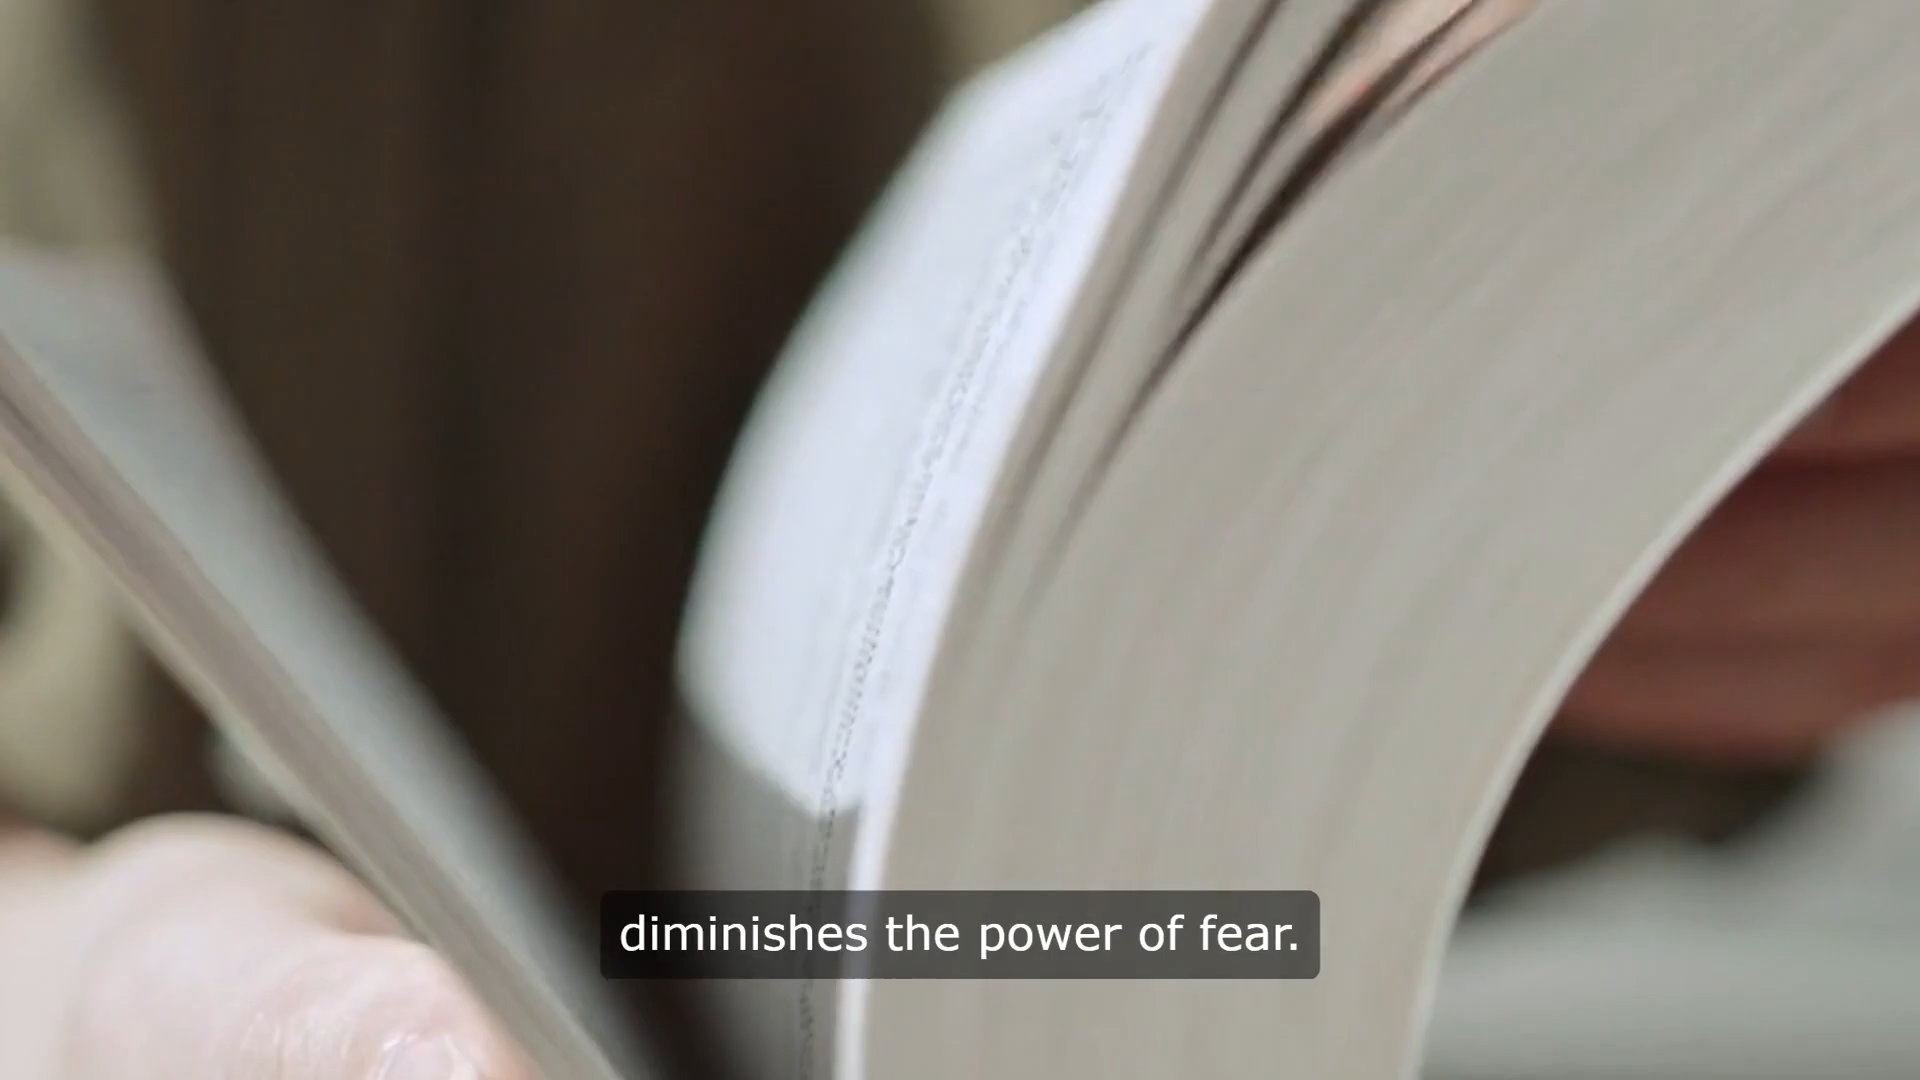 diminishes the power of fear.